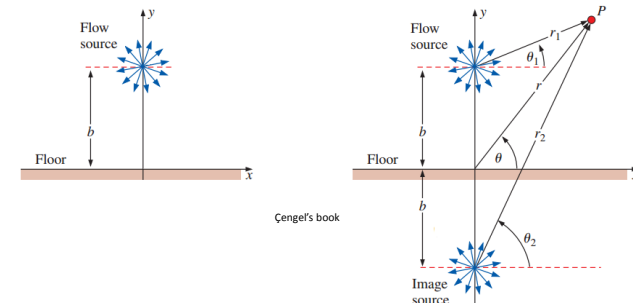 y
Flow
source
b
Floor
x
Çengel's book
y
P
Flow
source
r1
θ1
r
b
r2
Floor
θ
b
θ2
Image
source